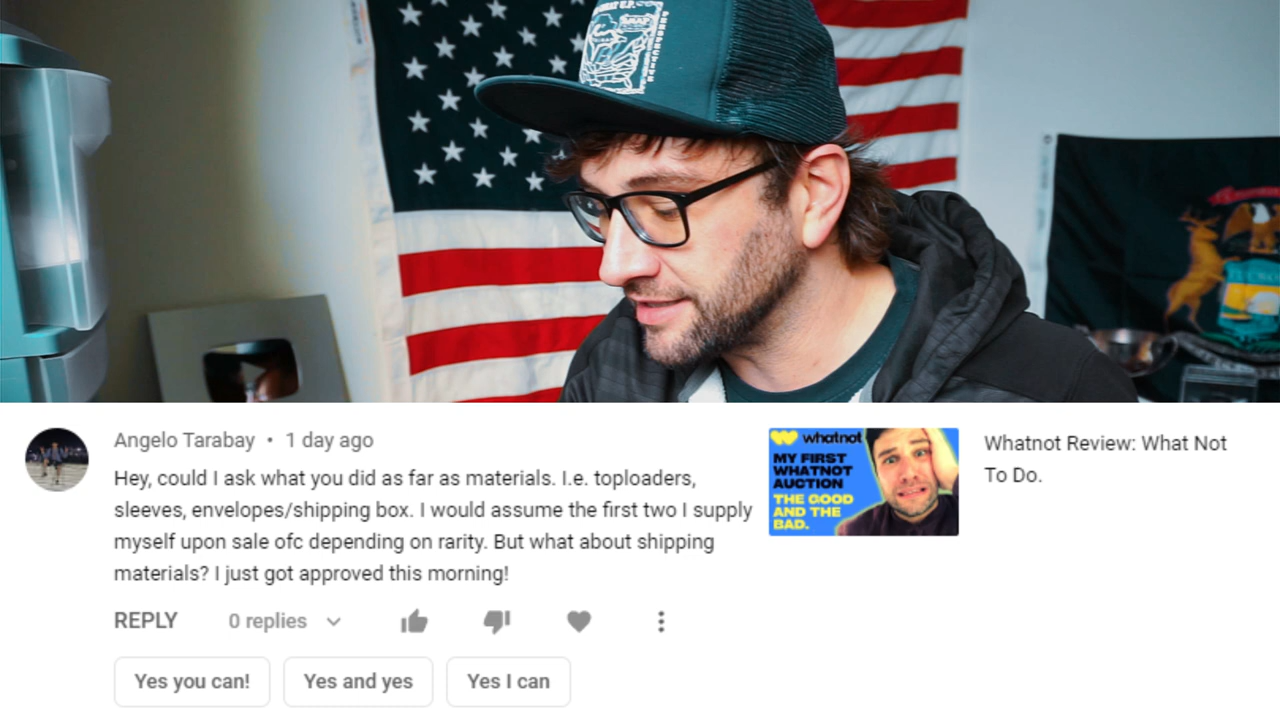 Angelo Tarabay • 1 day ago
Hey, could I ask what you did as far as materials. I.e. toploaders,
sleeves, envelopes/shipping box. I would assume the first two I supply
myself upon sale ofc depending on rarity. But what about shipping
materials? I just got approved this morning!
REPLY
0 replies
Yes you can!
Yes and yes
Yes I can
whatnot
MY FIRST
WHATNOT
AUCTION
THE GOOD
AND THE
BAD.
Whatnot Review: What Not
To Do.